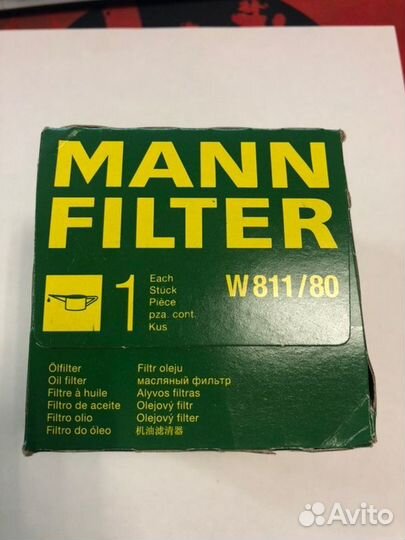 MANN
FILTER
1
Each
Stück
Pièce
pza. cont.
Kus
W 811/80
Ölfilter
Oil filter
Filtre à huile
Filtro de aceite
Filtro olio
Filtro do óleo
Filtr oleju
масляный фильтр
Alyvos filtras
Olejový filtr
Olejový filter
机油滤清器
Avito